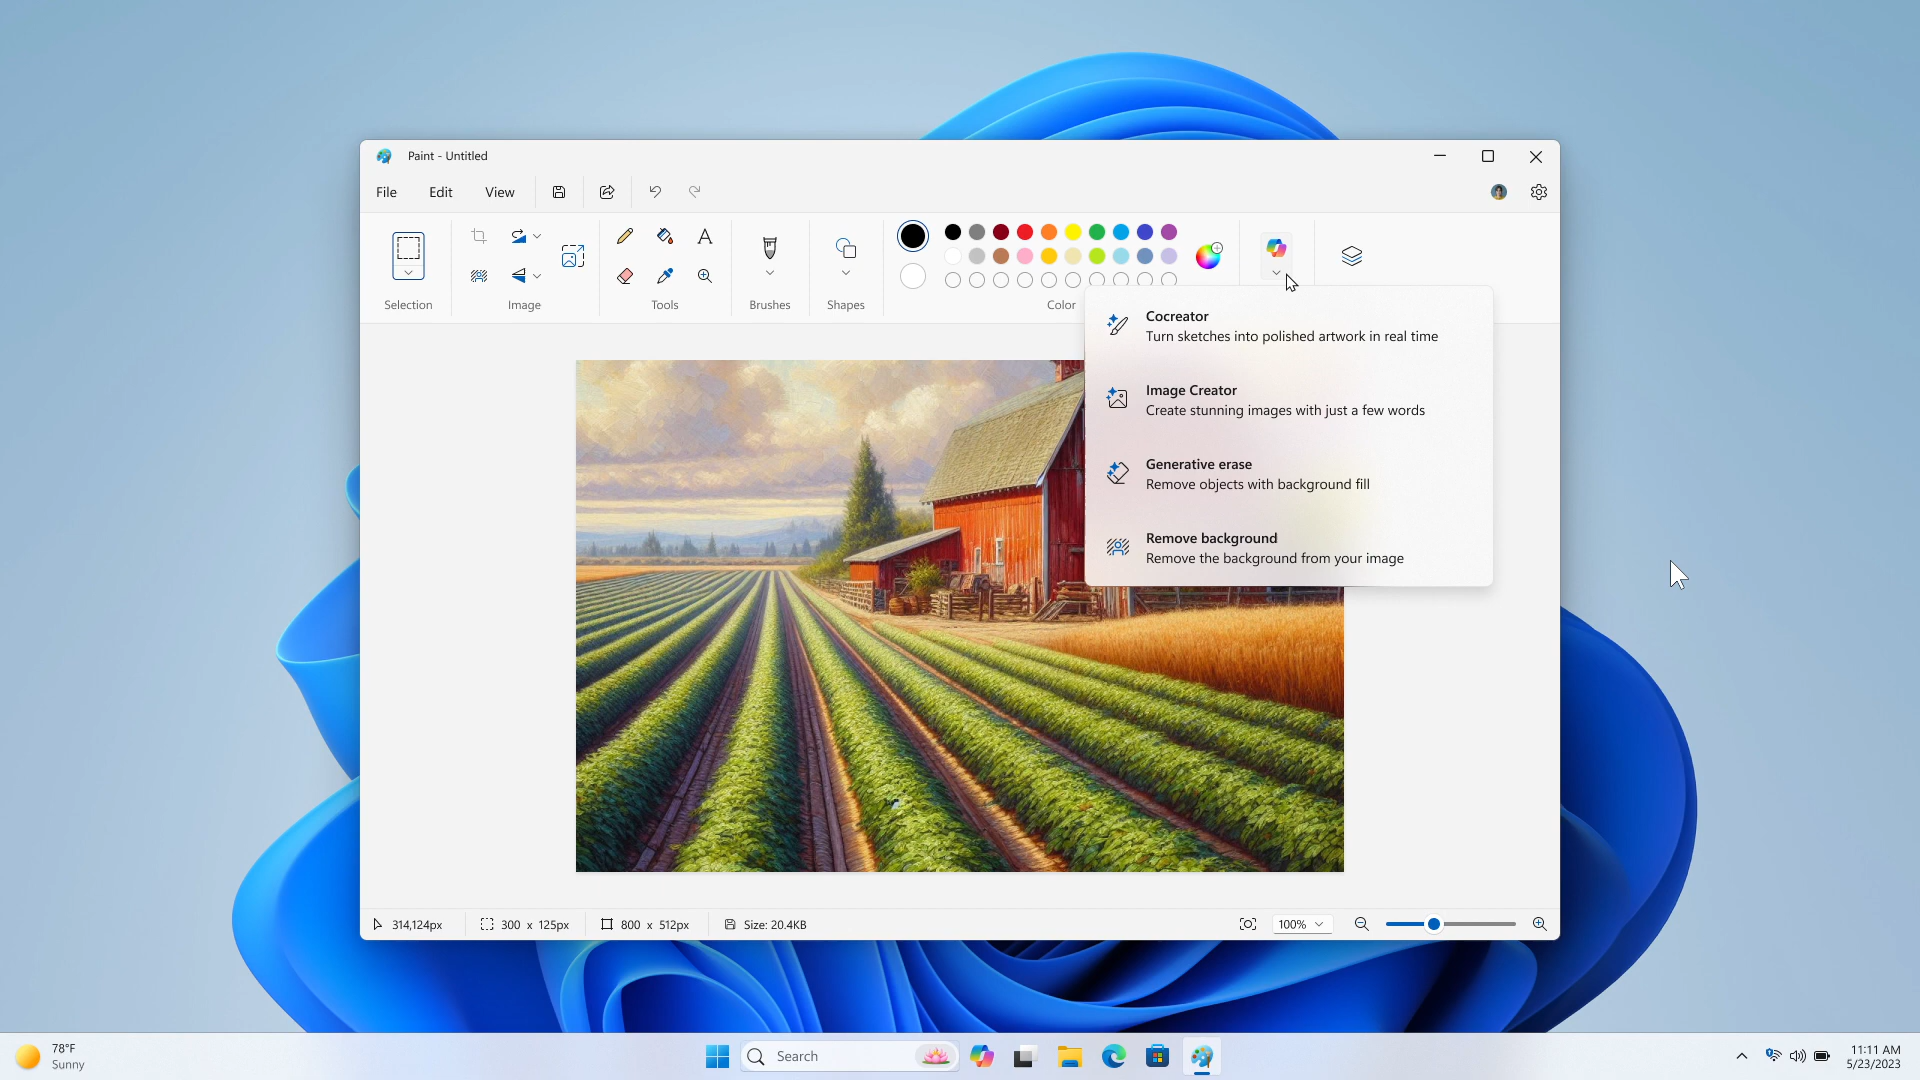 Paint - Untitled
File
Edit
View
Selection
Image
Tools
Brushes
Shapes
Color
Cocreator
Turn sketches into polished artwork in real time
Image Creator
Create stunning images with just a few words
Generative erase
Remove objects with background fill
Remove background
Remove the background from your image
314,124px
300 x 125px
800 x 512px
Size: 20.4KB
100%
78°F
Sunny
Search
11:11 AM
5/23/2023